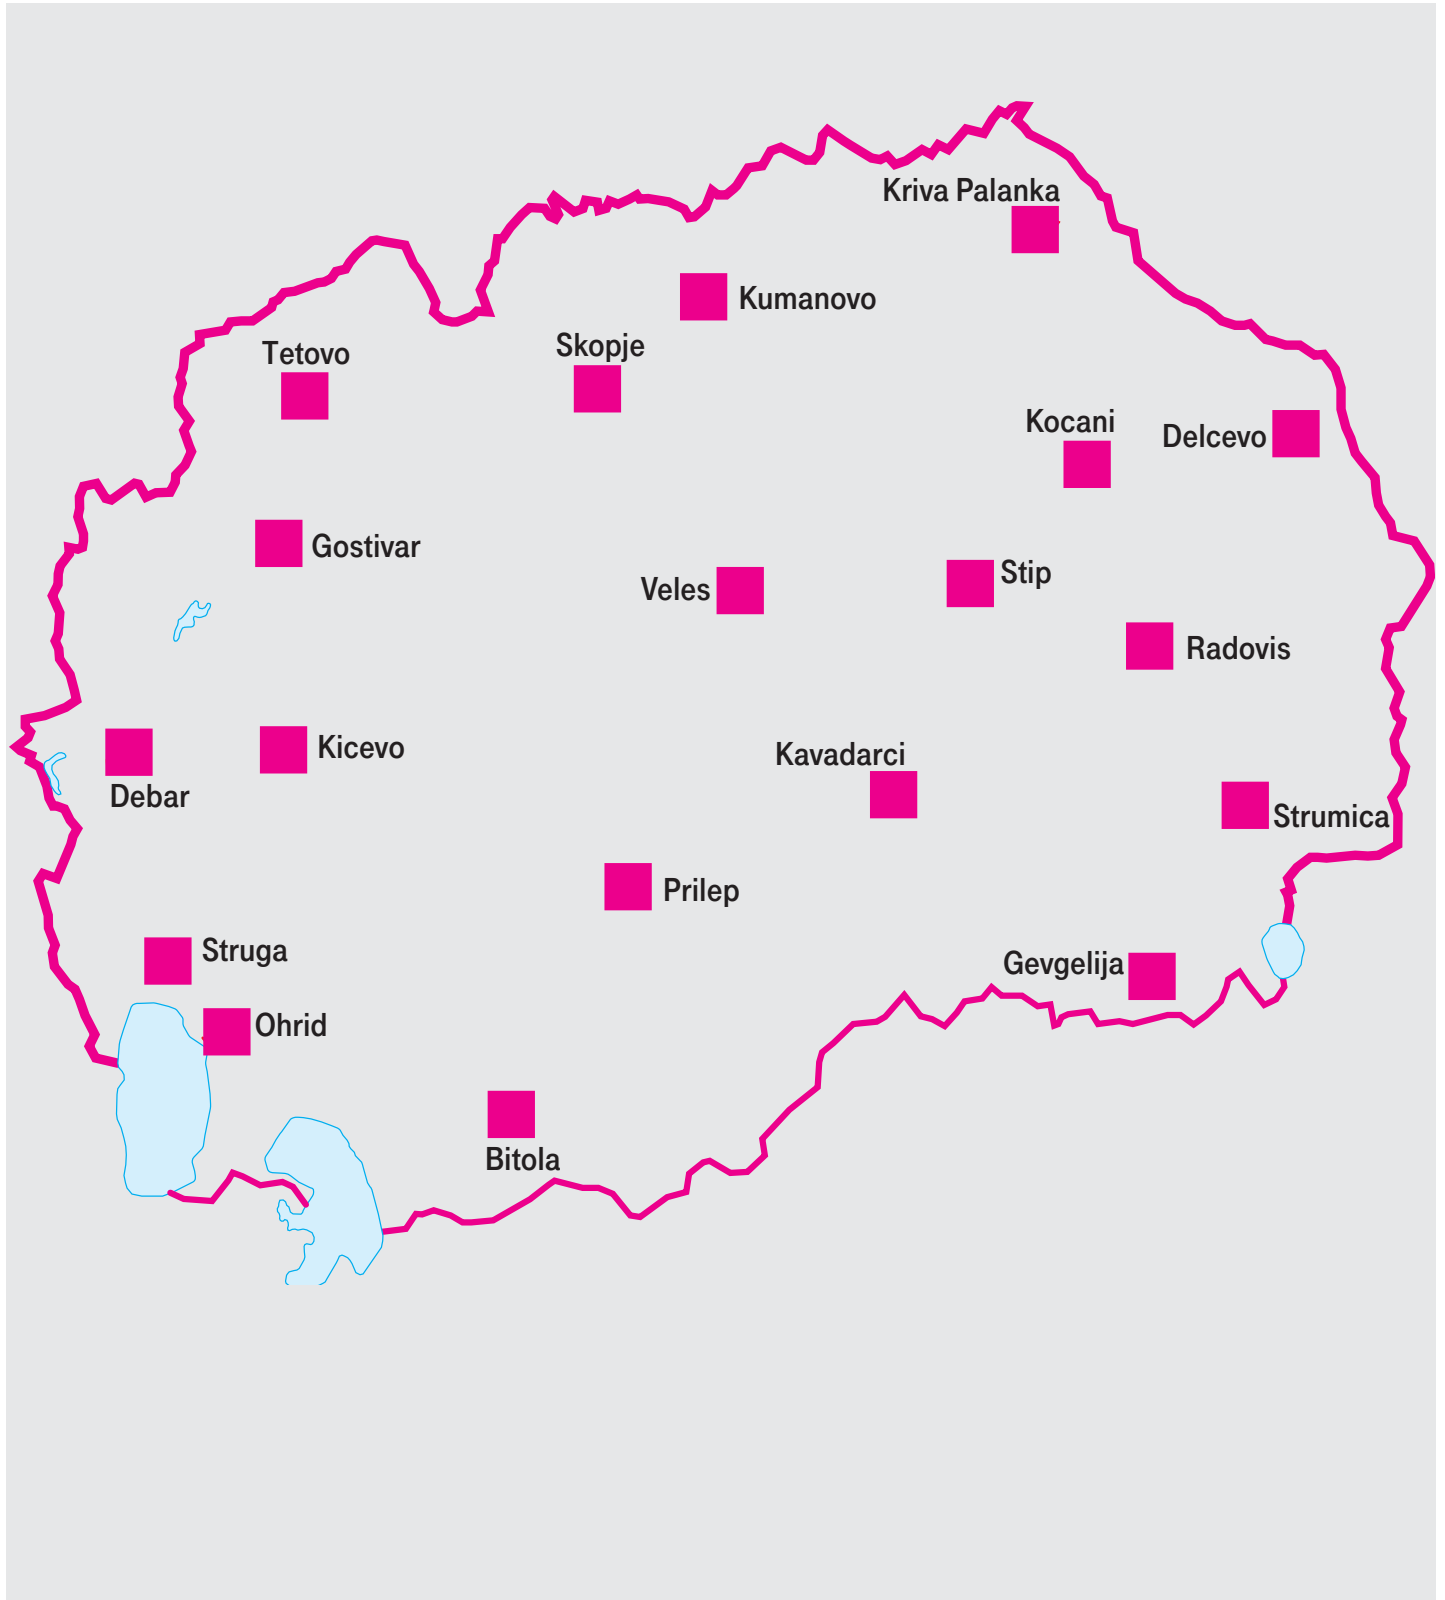 Kriva Palanka
Kumanovo
Skopje
Tetovo
Kocani
Delcevo
Gostivar
Stip
Veles
Radovis
Kicevo
Kavadarci
Debar
Strumica
Prilep
Struga
Gevgelija
Ohrid
Bitola